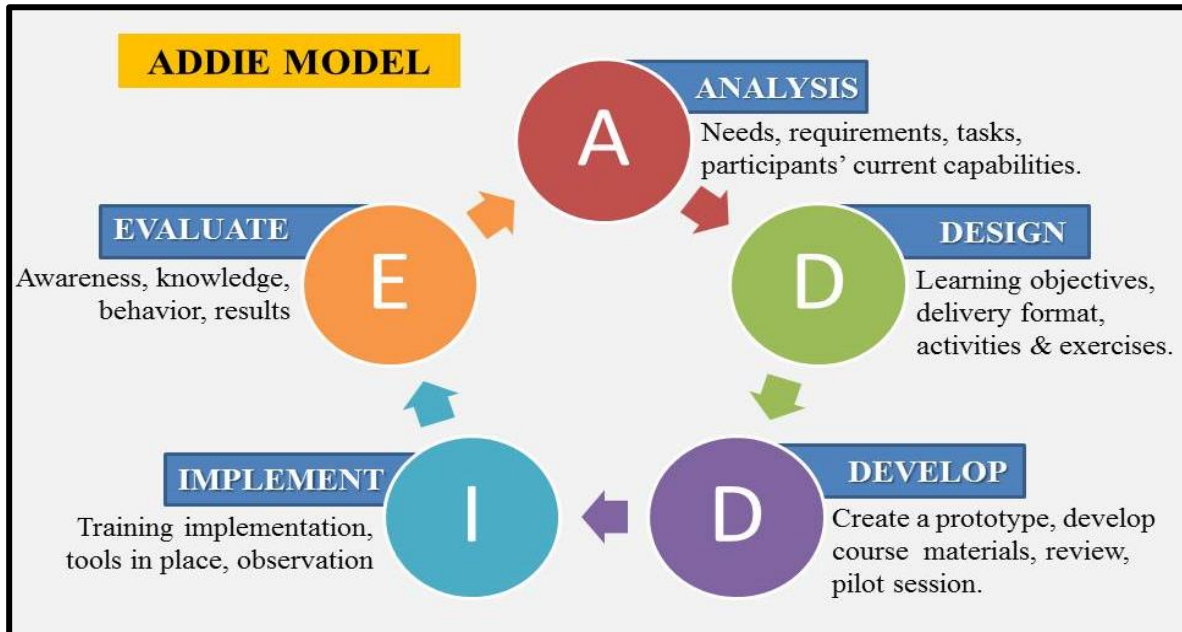 ADDIE MODEL
A
ANALYSIS
Needs, requirements, tasks,
participants’ current capabilities.
D
DESIGN
Learning objectives,
delivery format,
activities & exercises.
D
DEVELOP
Create a prototype, develop
course materials, review,
pilot session.
I
IMPLEMENT
Training implementation,
tools in place, observation
E
EVALUATE
Awareness, knowledge,
behavior, results